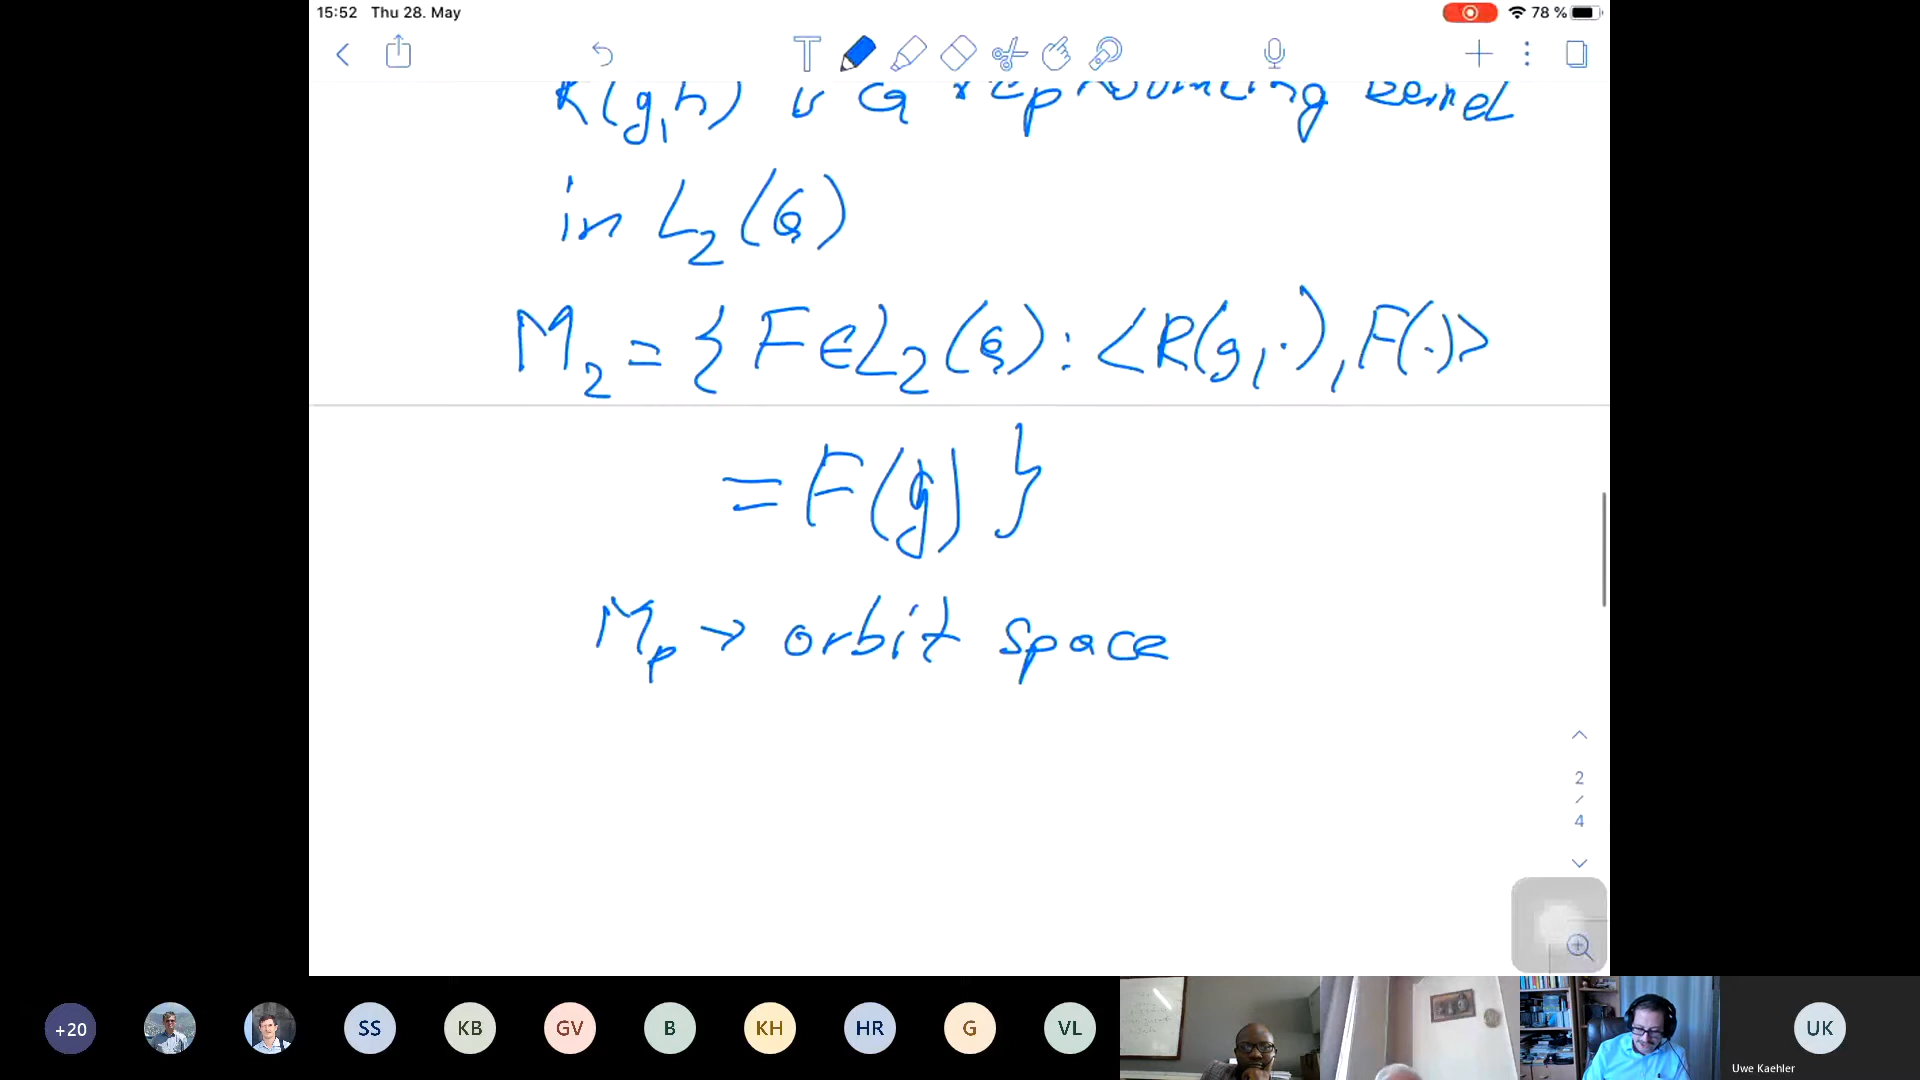 15:52 Thu 28. May
78 %
R(g,h) is a reproducing kernel
in L₂(G)
M₂ = { F∈L₂(G) : <R(g,·), F(·)>
= F(g) }
Mₚ → orbit space
2
/
4
+20
SS
KB
GV
B
KH
HR
G
VL
UK
Uwe Kaehler